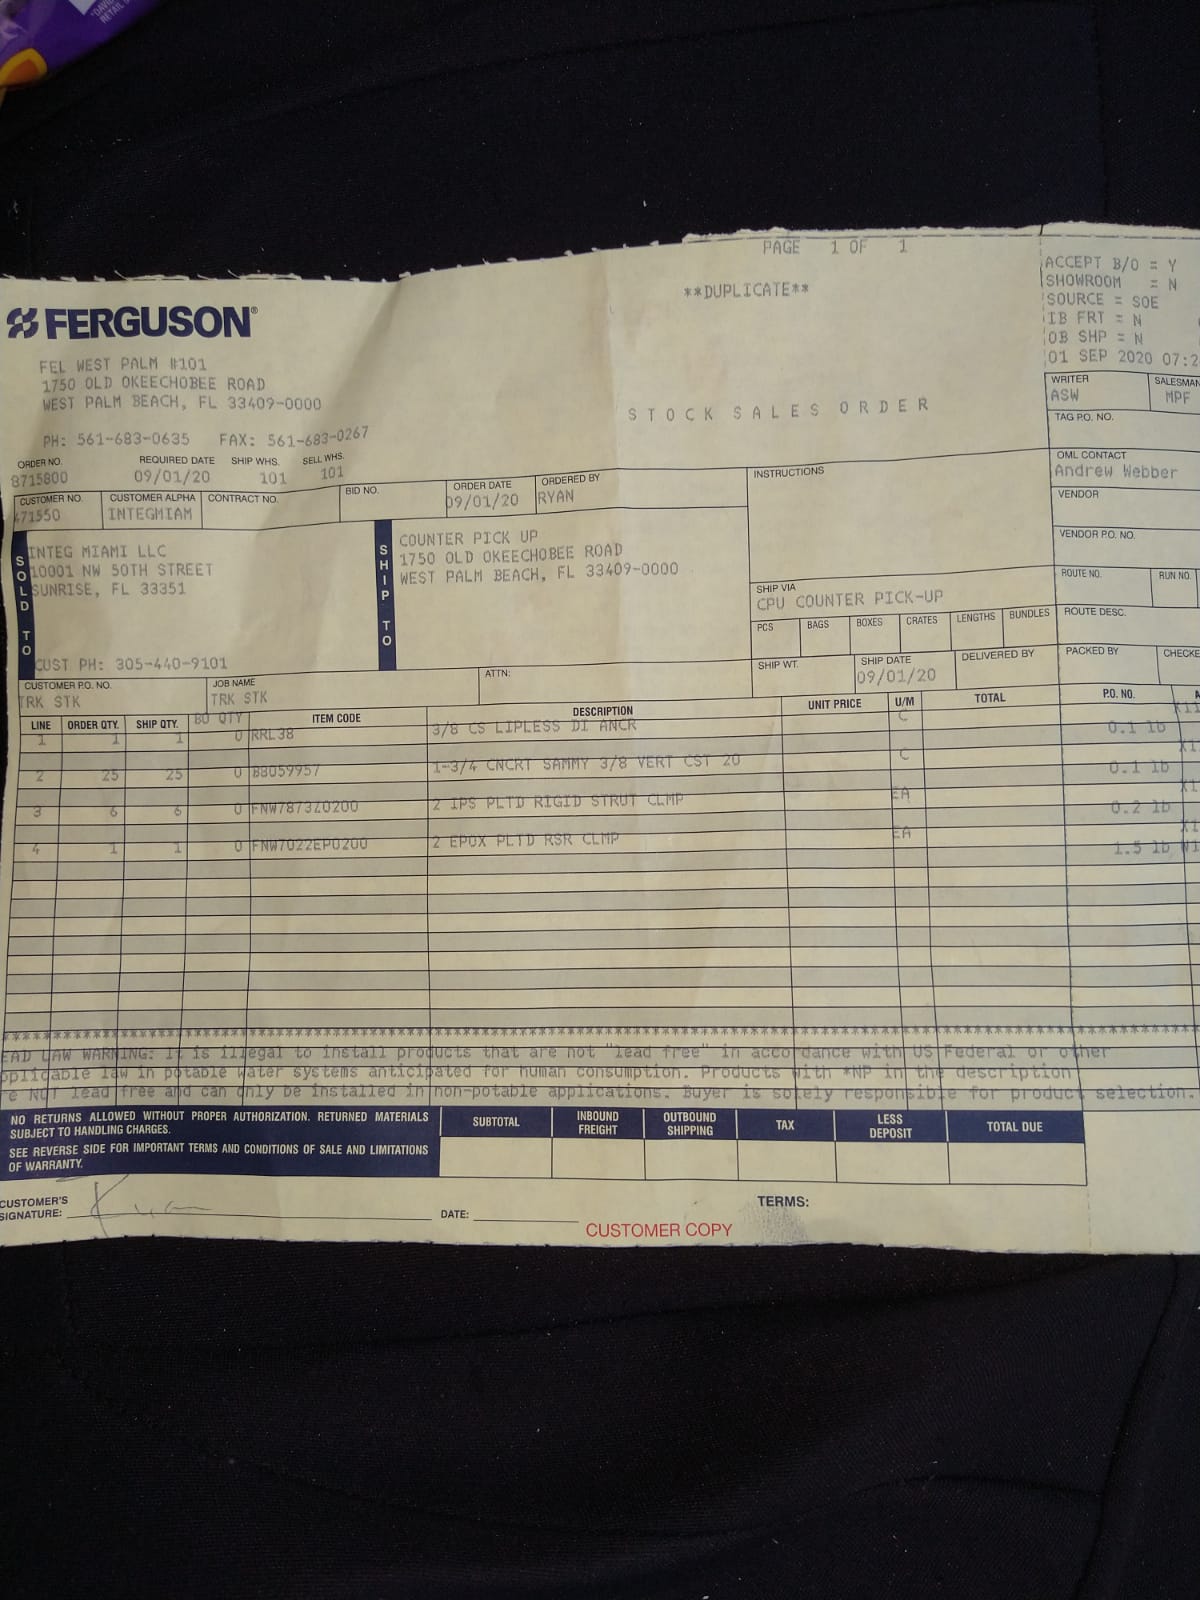 PAGE 1 OF 1
**DUPLICATE**
ACCEPT B/O = Y
SHOWROOM = N
SOURCE = SOE
IB FRT = N
OB SHP = N
01 SEP 2020 07:2
FERGUSON®
FEL WEST PALM #101
1750 OLD OKEECHOBEE ROAD
WEST PALM BEACH, FL 33409-0000
PH: 561-683-0635 FAX: 561-683-0267
STOCK SALES ORDER
WRITER SALESMAN
ASW MPF
TAG P.O. NO.
ORDER NO. REQUIRED DATE SHIP WHS. SELL WHS.
8715800 09/01/20 101 101
CUSTOMER NO. CUSTOMER ALPHA CONTRACT NO. BID NO. ORDER DATE ORDERED BY
71550 INTEGMIAM 09/01/20 RYAN
INSTRUCTIONS
OML CONTACT
Andrew Webber
VENDOR
VENDOR P.O. NO.
ROUTE NO. RUN NO.
ROUTE DESC.
SOLD TO
INTEG MIAMI LLC
10001 NW 50TH STREET
SUNRISE, FL 33351
CUST PH: 305-440-9101
SHIP TO
COUNTER PICK UP
1750 OLD OKEECHOBEE ROAD
WEST PALM BEACH, FL 33409-0000
SHIP VIA
CPU COUNTER PICK-UP
PCS BAGS BOXES CRATES LENGTHS BUNDLES
SHIP WT. SHIP DATE DELIVERED BY PACKED BY CHECKE
09/01/20
CUSTOMER P.O. NO. JOB NAME ATTN:
TRK STK TRK STK
LINE ORDER QTY. SHIP QTY. BO QTY ITEM CODE DESCRIPTION UNIT PRICE U/M TOTAL P.O. NO.
1 1 1 0 RRL38 3/8 CS LIPLESS DI ANCR C 0.1 lb
2 25 25 0 B8059957 1-3/4 CNCRT SAMMY 3/8 VERT CST 20 C 0.1 lb
3 6 6 0 FNW7873Z0200 2 IPS PLTD RIGID STRUT CLMP EA 0.2 lb
4 1 1 0 FNW7022EP0200 2 EPOX PLTD RSR CLMP EA 1.5 lb
EAD LAW WARNING: It is illegal to install products that are not "lead free" in accordance with US Federal or other
pplicable law in potable water systems anticipated for human consumption. Products with *NP in the description
re NOT lead free and can only be installed in non-potable applications. Buyer is solely responsible for product selection.
NO RETURNS ALLOWED WITHOUT PROPER AUTHORIZATION. RETURNED MATERIALS
SUBJECT TO HANDLING CHARGES.
SEE REVERSE SIDE FOR IMPORTANT TERMS AND CONDITIONS OF SALE AND LIMITATIONS
OF WARRANTY.
SUBTOTAL INBOUND FREIGHT OUTBOUND SHIPPING TAX LESS DEPOSIT TOTAL DUE
CUSTOMER'S
SIGNATURE: DATE: TERMS:
CUSTOMER COPY